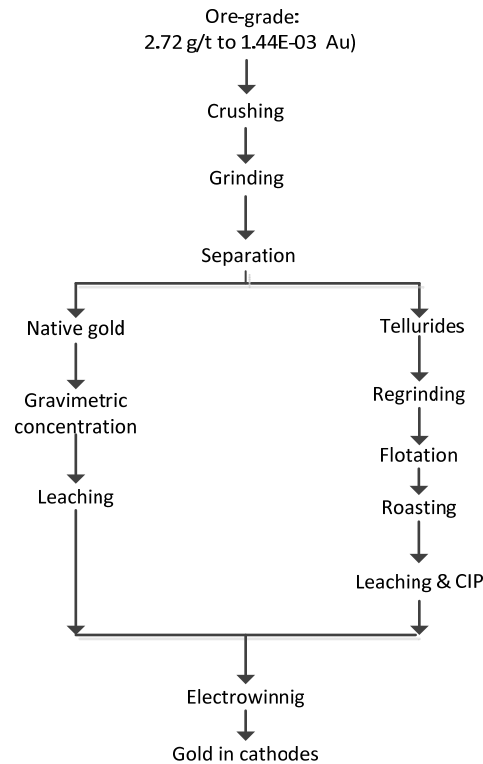 Ore-grade:
2.72 g/t to 1.44E-03 Au)
Crushing
Grinding
Separation
Native gold
Gravimetric
concentration
Leaching
Tellurides
Regrinding
Flotation
Roasting
Leaching & CIP
Electrowinnig
Gold in cathodes